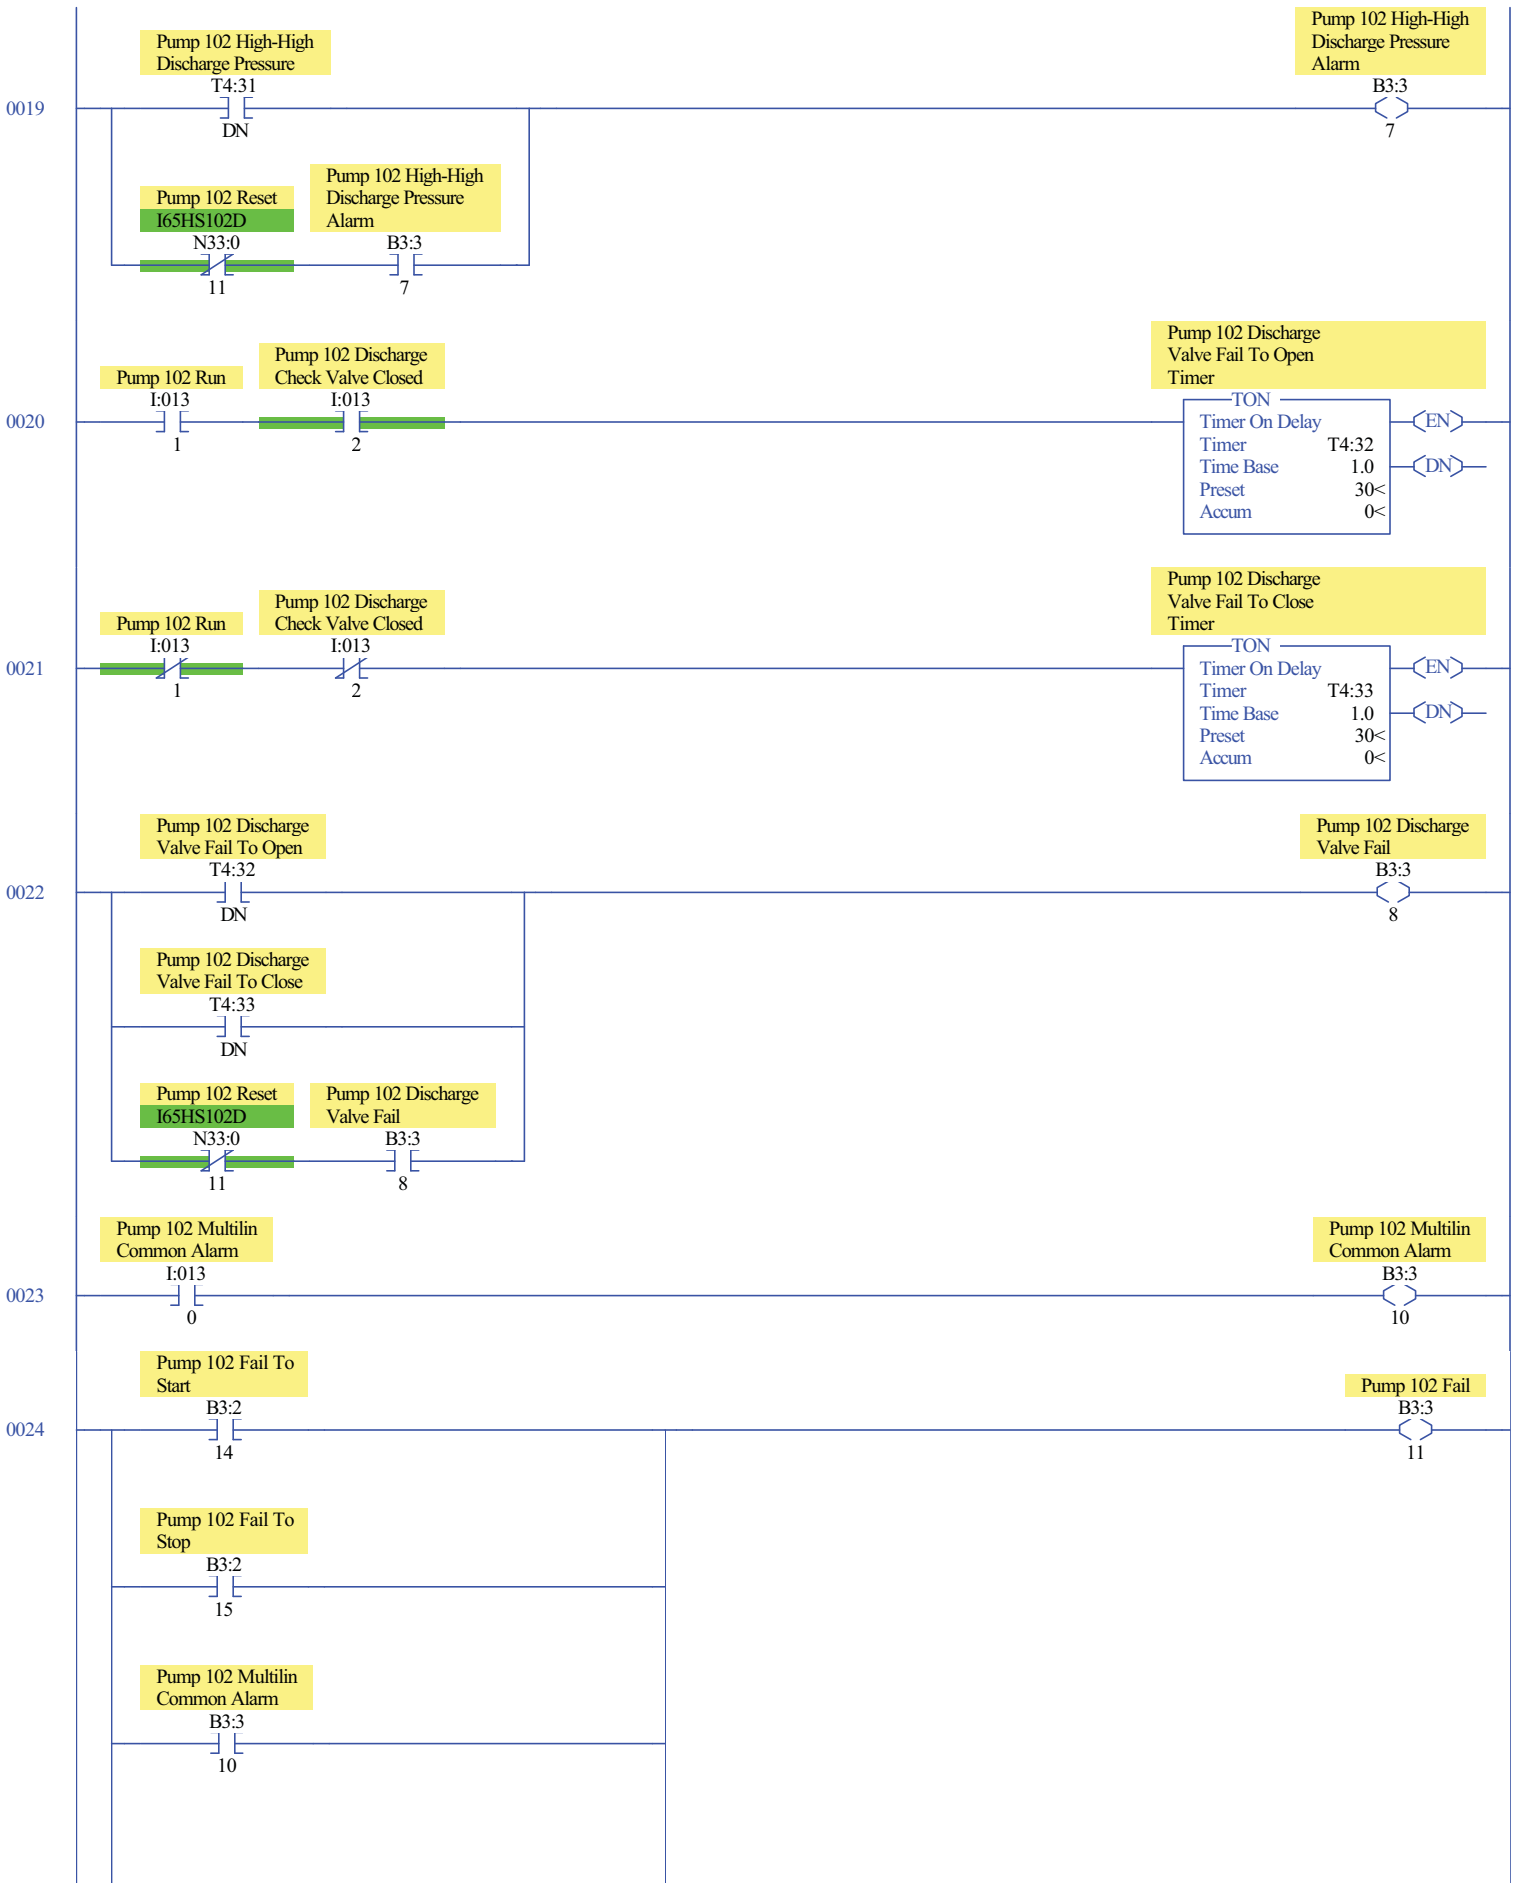 Pump 102 High-High
Discharge Pressure
T4:31
DN
Pump 102 High-High
Discharge Pressure
Alarm
B3:3
7
0019
Pump 102 Reset
I65HS102D
N33:0
11
Pump 102 High-High
Discharge Pressure
Alarm
B3:3
7
Pump 102 Run
I:013
1
Pump 102 Discharge
Check Valve Closed
I:013
2
Pump 102 Discharge
Valve Fail To Open
Timer
0020
TON
Timer On Delay
Timer T4:32
Time Base 1.0
Preset 30<
Accum 0<
EN
DN
Pump 102 Run
I:013
1
Pump 102 Discharge
Check Valve Closed
I:013
2
Pump 102 Discharge
Valve Fail To Close
Timer
0021
TON
Timer On Delay
Timer T4:33
Time Base 1.0
Preset 30<
Accum 0<
EN
DN
Pump 102 Discharge
Valve Fail To Open
T4:32
DN
Pump 102 Discharge
Valve Fail
B3:3
8
0022
Pump 102 Discharge
Valve Fail To Close
T4:33
DN
Pump 102 Reset
I65HS102D
N33:0
11
Pump 102 Discharge
Valve Fail
B3:3
8
Pump 102 Multilin
Common Alarm
I:013
0
Pump 102 Multilin
Common Alarm
B3:3
10
0023
Pump 102 Fail To
Start
B3:2
14
Pump 102 Fail
B3:3
11
0024
Pump 102 Fail To
Stop
B3:2
15
Pump 102 Multilin
Common Alarm
B3:3
10